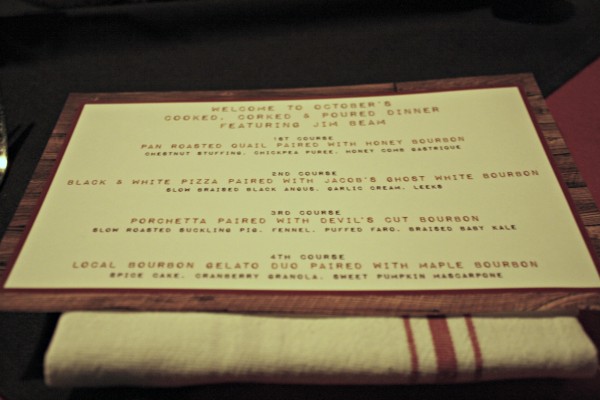 WELCOME TO OCTOBER'S
COOKED, CORKED & POURED DINNER
FEATURING JIM BEAM
1ST COURSE
PAN ROASTED QUAIL PAIRED WITH HONEY BOURBON
CHESTNUT STUFFING, CHICKPEA PUREE, HONEY COMB GASTRIQUE
2ND COURSE
BLACK & WHITE PIZZA PAIRED WITH JACOB'S GHOST WHITE BOURBON
SLOW BRAISED BLACK ANGUS, GARLIC CREAM, LEEKS
3RD COURSE
PORCHETTA PAIRED WITH DEVIL'S CUT BOURBON
SLOW ROASTED SUCKLING PIG, FENNEL, PUFFED FARO, BRAISED BABY KALE
4TH COURSE
LOCAL BOURBON GELATO DUO PAIRED WITH MAPLE BOURBON
SPICE CAKE, CRANBERRY GRANOLA, SWEET PUMPKIN MASCARPONE